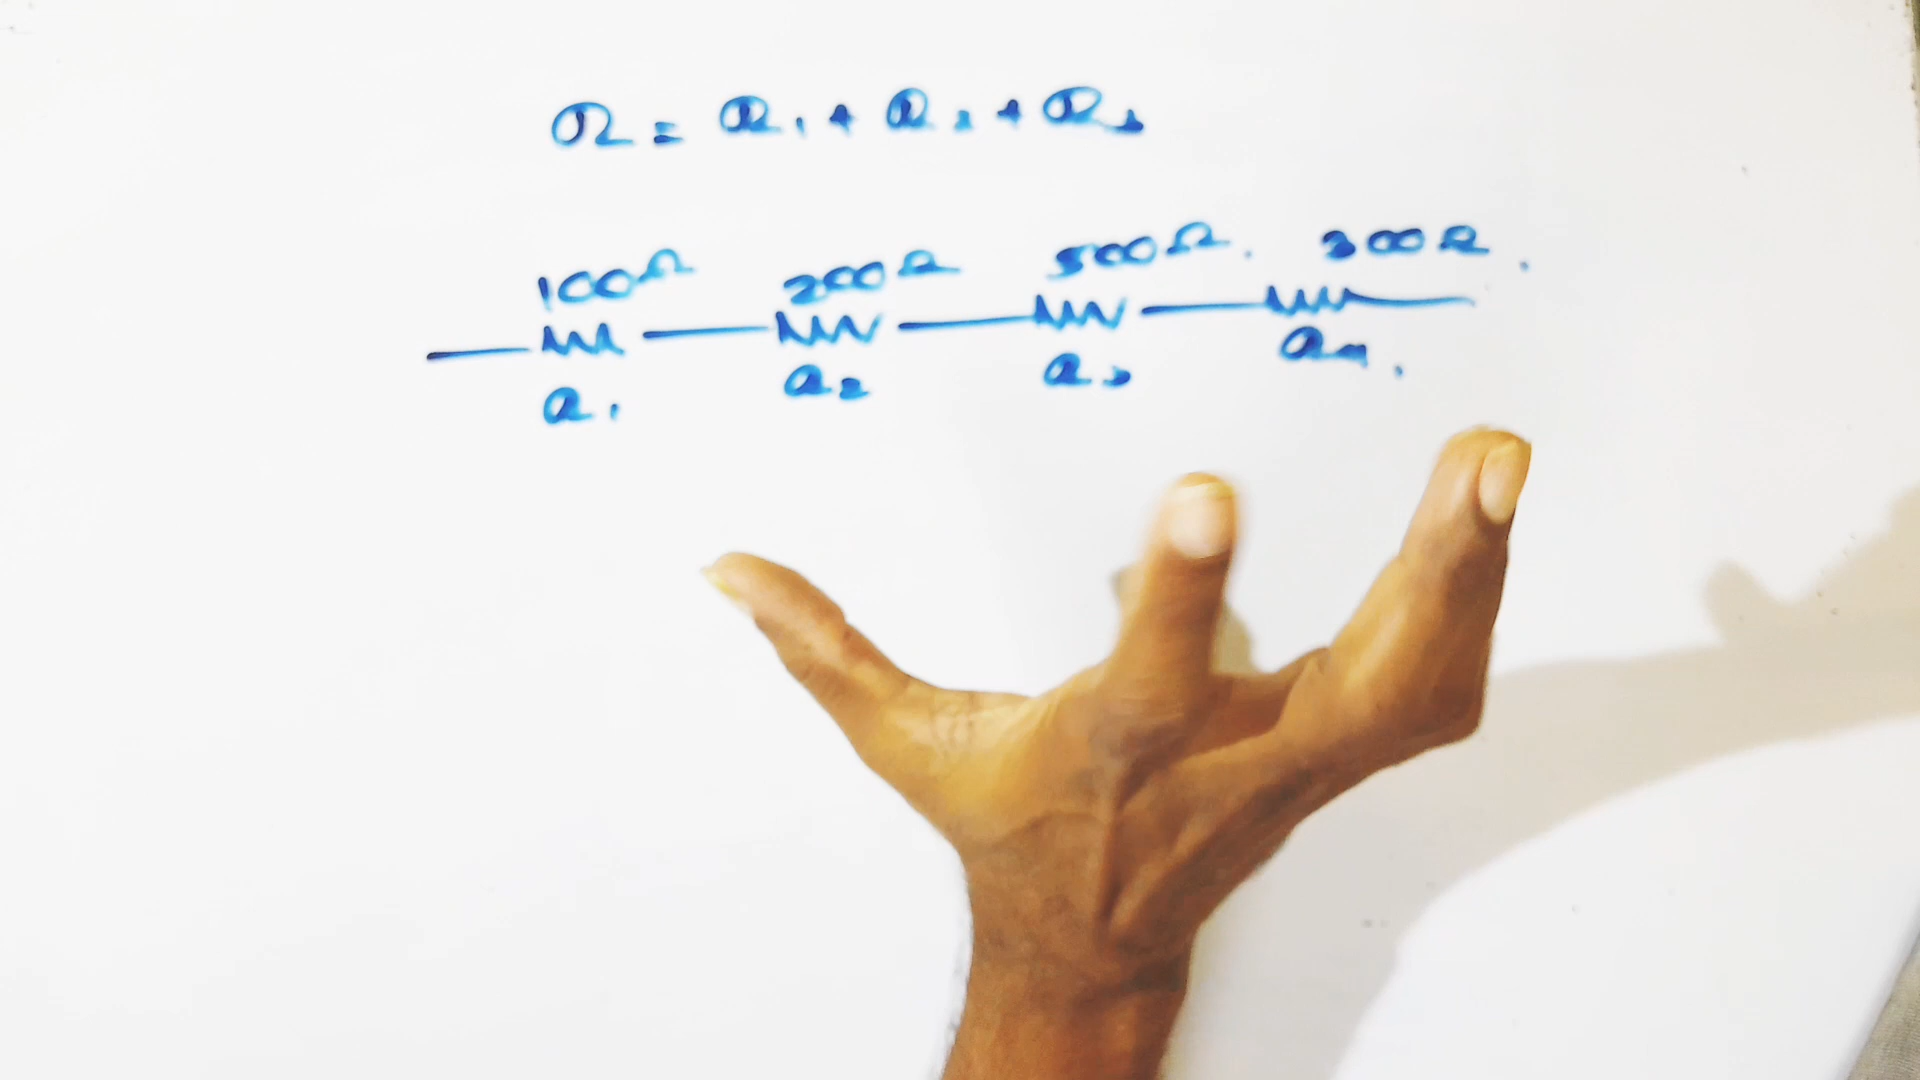 R = R1 + R2 + R3
100Ω 200Ω 500Ω. 300Ω.
R1 R2 R3 R4.